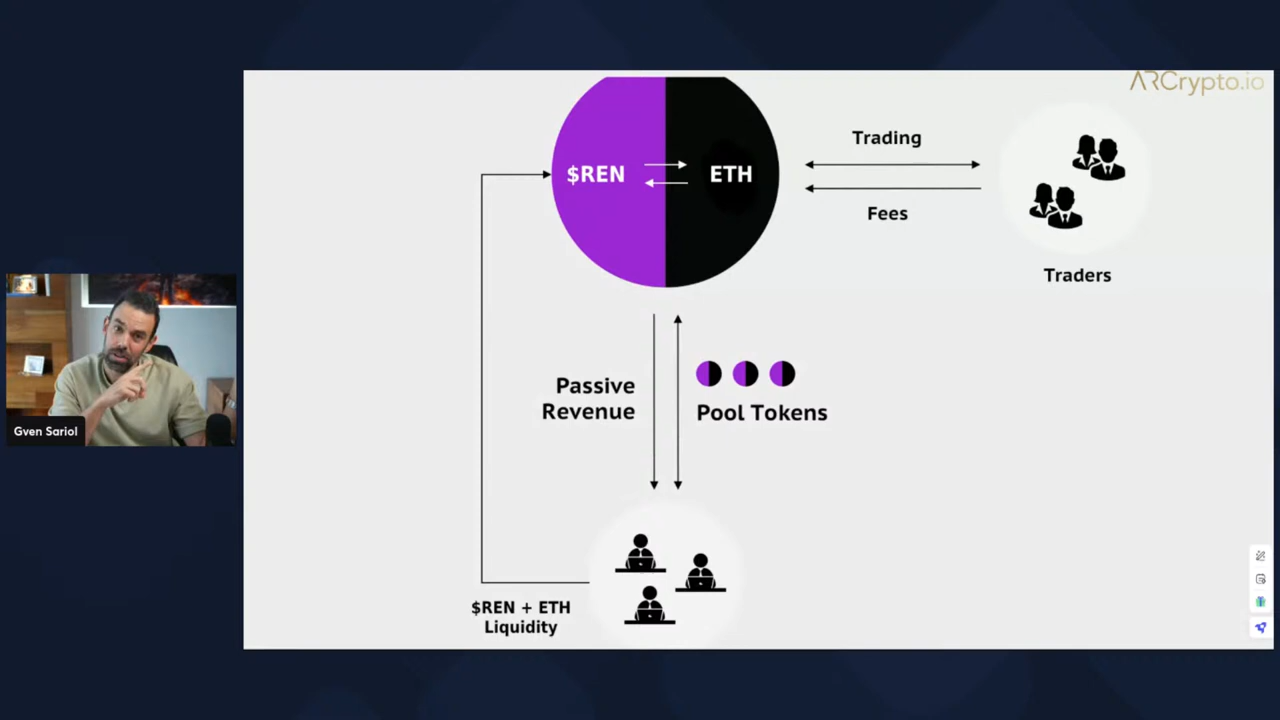 ARCrypto.io
Trading
$REN
ETH
Fees
Traders
Passive
Revenue
Pool Tokens
Gven Sariol
$REN + ETH
Liquidity